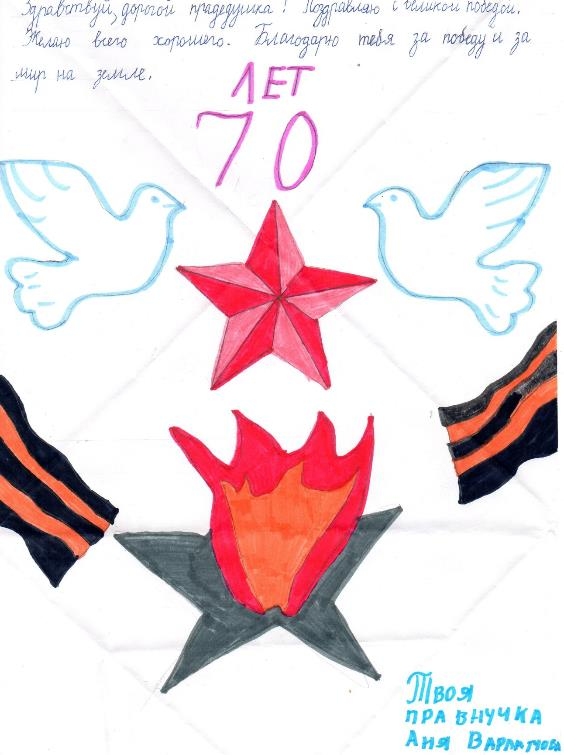 Здравствуй, дорогой прадедушка! Поздравляю с великой победой.
Желаю всего хорошего. Благодарю тебя за победу и за
мир на земле.
ЛЕТ
70
Твоя
правнучка
Аня